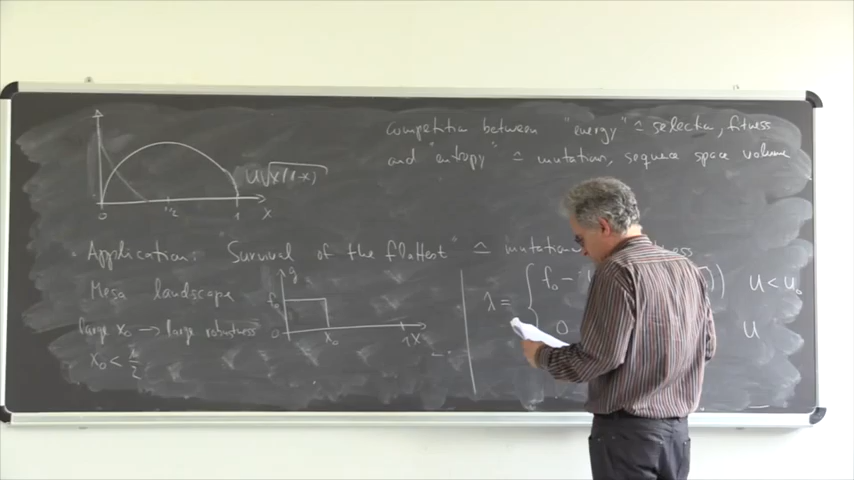 Competition between "energy" ≙ selection, fitness
and "entropy" ≙ mutation, sequence space volume
U√x(1-x)
0 1/2 1 x
Application: Survival of the flattest" ≙ mutational
Mesa landscape
large x₀ → large robustness
x₀ < 1/2
g
f₀
0 x₀ 1 x
λ = { f₀ - U < U₀
0 U